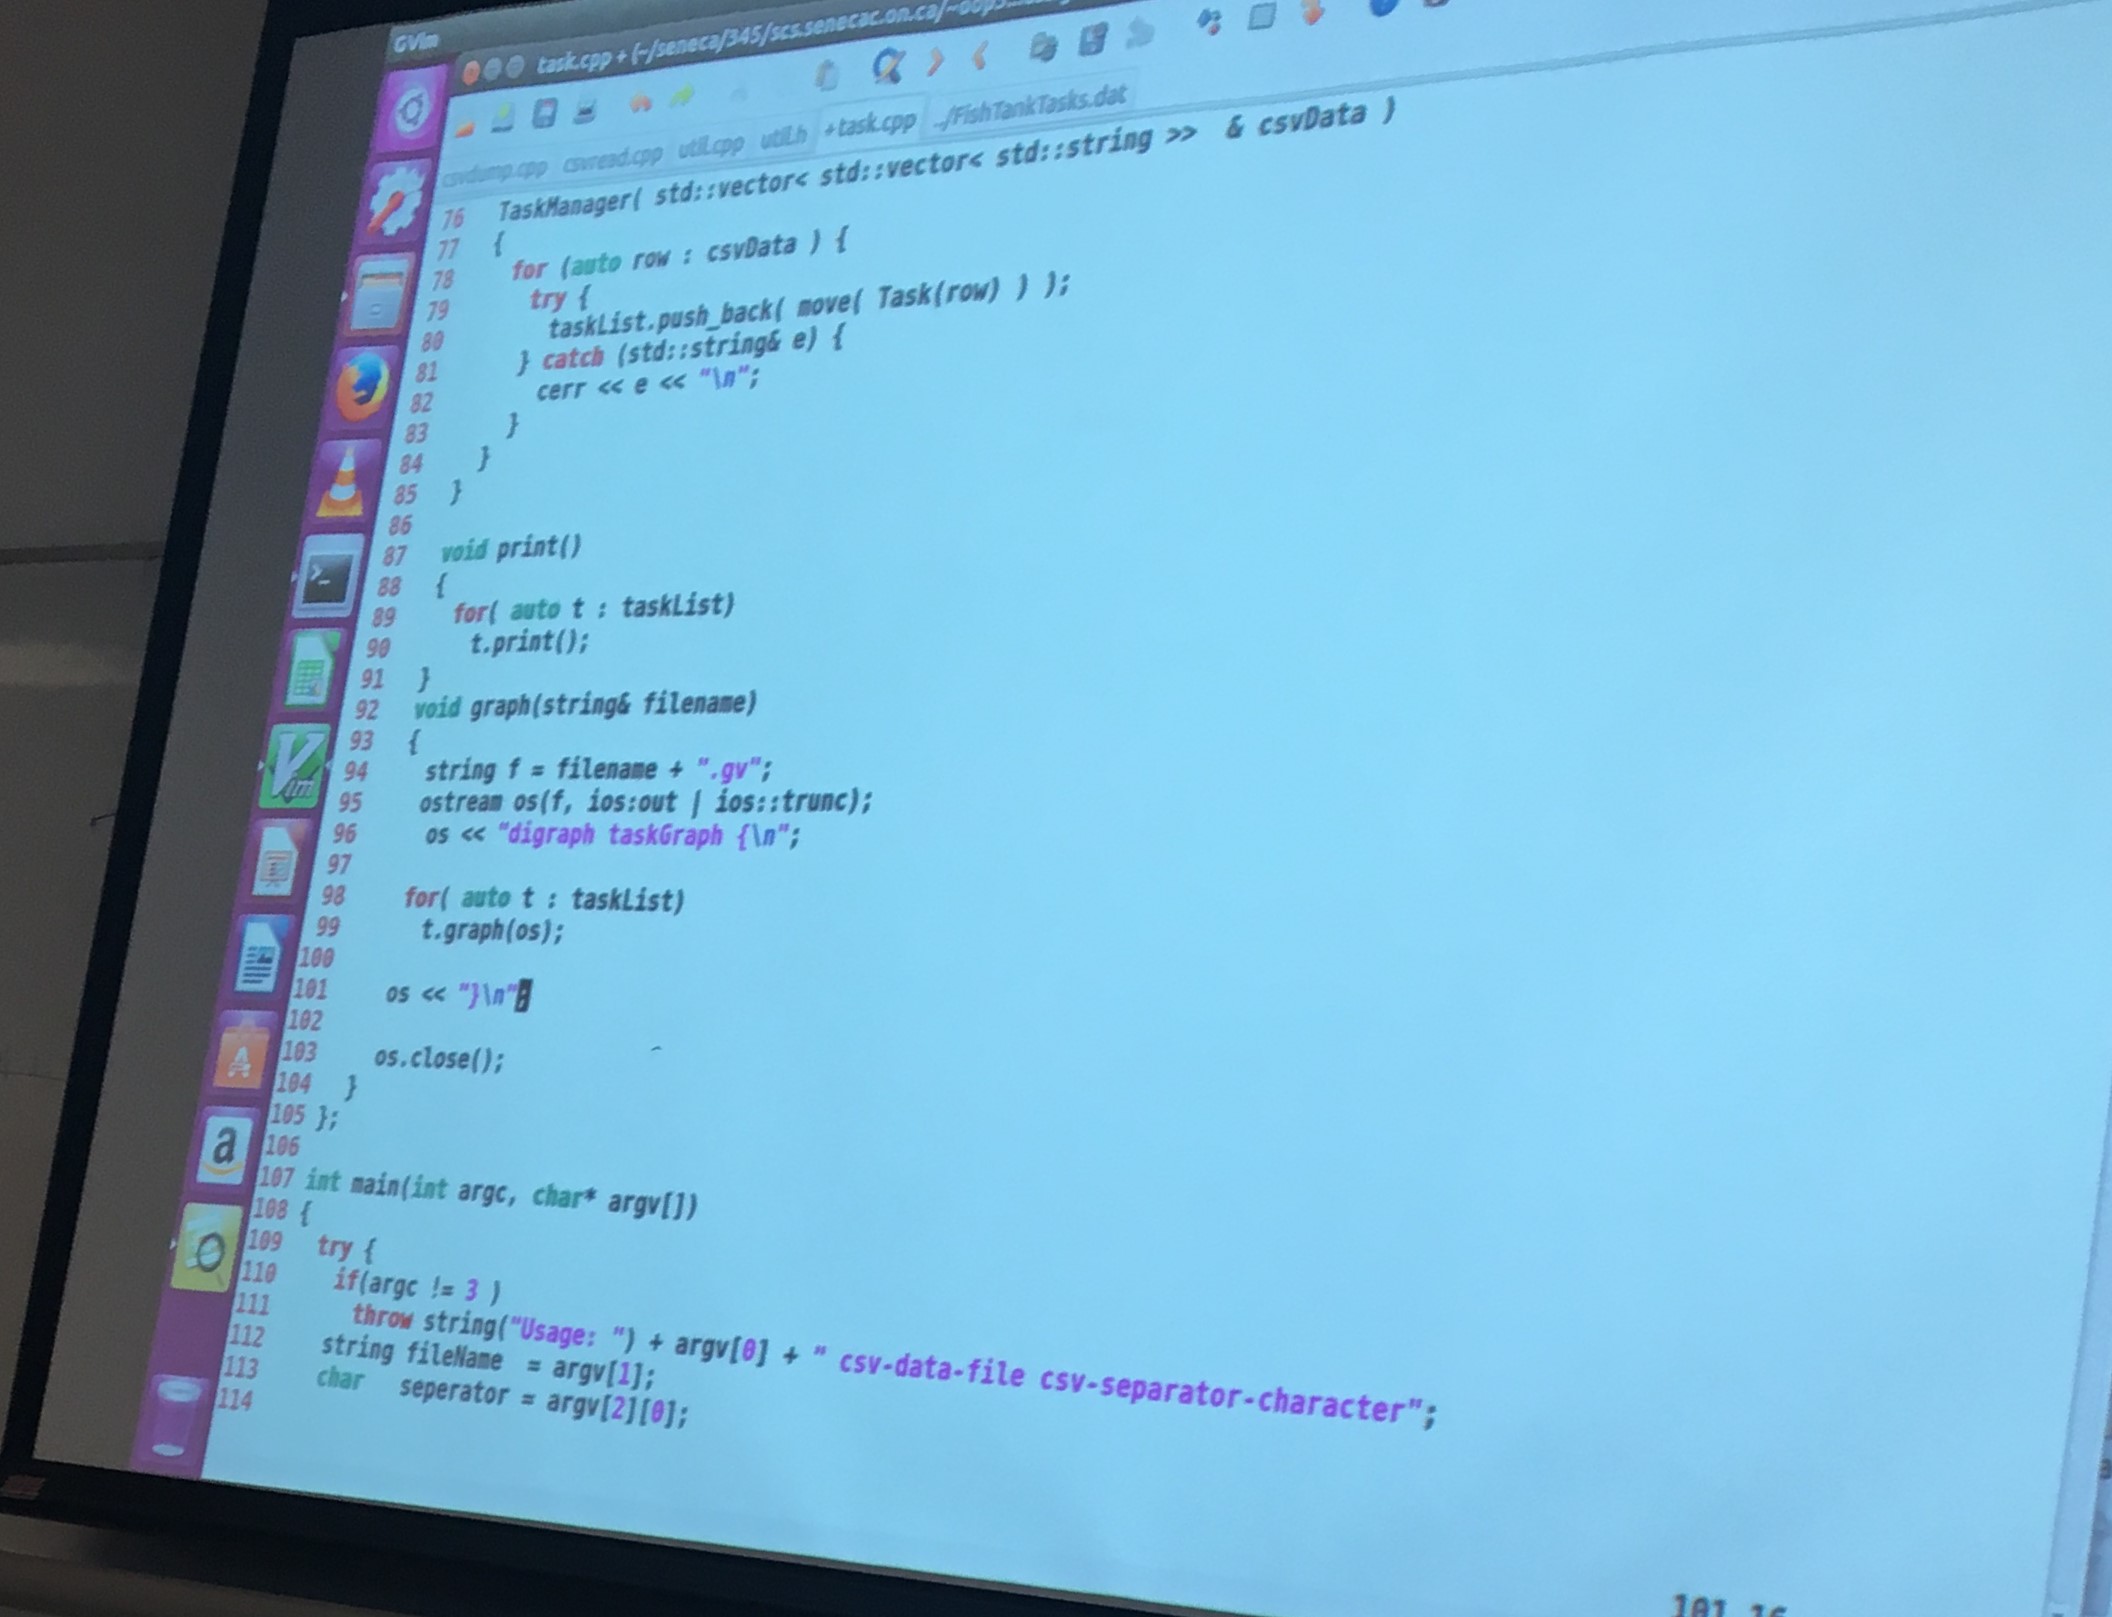 GVim
task.cpp + (~/seneca/345/scs.senecac.on.ca/~oop3
csvdump.cpp csvread.cpp util.cpp util.h +task.cpp ../FishTankTasks.dat
76 TaskManager( std::vector< std::vector< std::string >> & csvData )
77 {
78 for (auto row : csvData ) {
79 try {
80 taskList.push_back( move( Task(row) ) );
81 } catch (std::string& e) {
82 cerr << e << "\n";
83 }
84 }
85 }
86
87 void print()
88 {
89 for( auto t : taskList)
90 t.print();
91 }
92 void graph(string& filename)
93 {
94 string f = filename + ".gv";
95 ostream os(f, ios:out | ios::trunc);
96 os << "digraph taskGraph {\n";
97
98 for( auto t : taskList)
99 t.graph(os);
100
101 os << "}\n";
102
103 os.close();
104 }
105 };
106
107 int main(int argc, char* argv[])
108 {
109 try {
110 if(argc != 3 )
111 throw string("Usage: ") + argv[0] + " csv-data-file csv-separator-character";
112 string fileName = argv[1];
113 char seperator = argv[2][0];
114
101,16